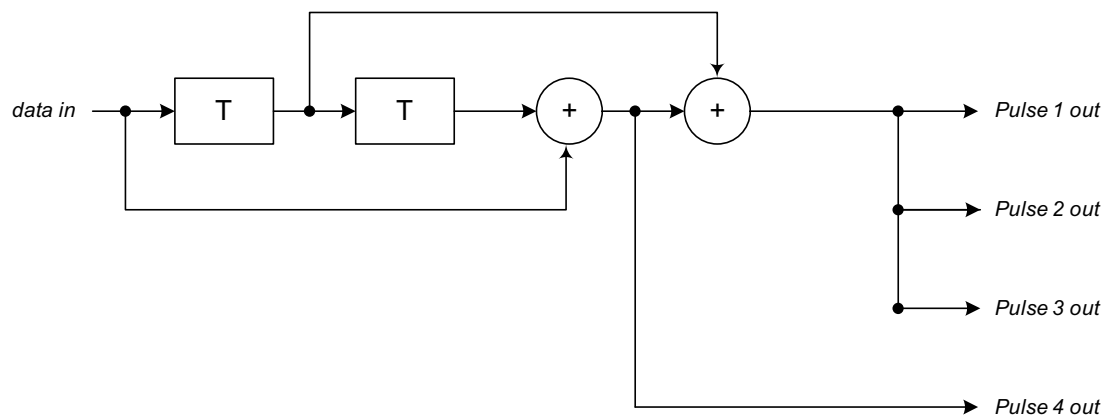 data in
T
T
+
+
Pulse 1 out
Pulse 2 out
Pulse 3 out
Pulse 4 out